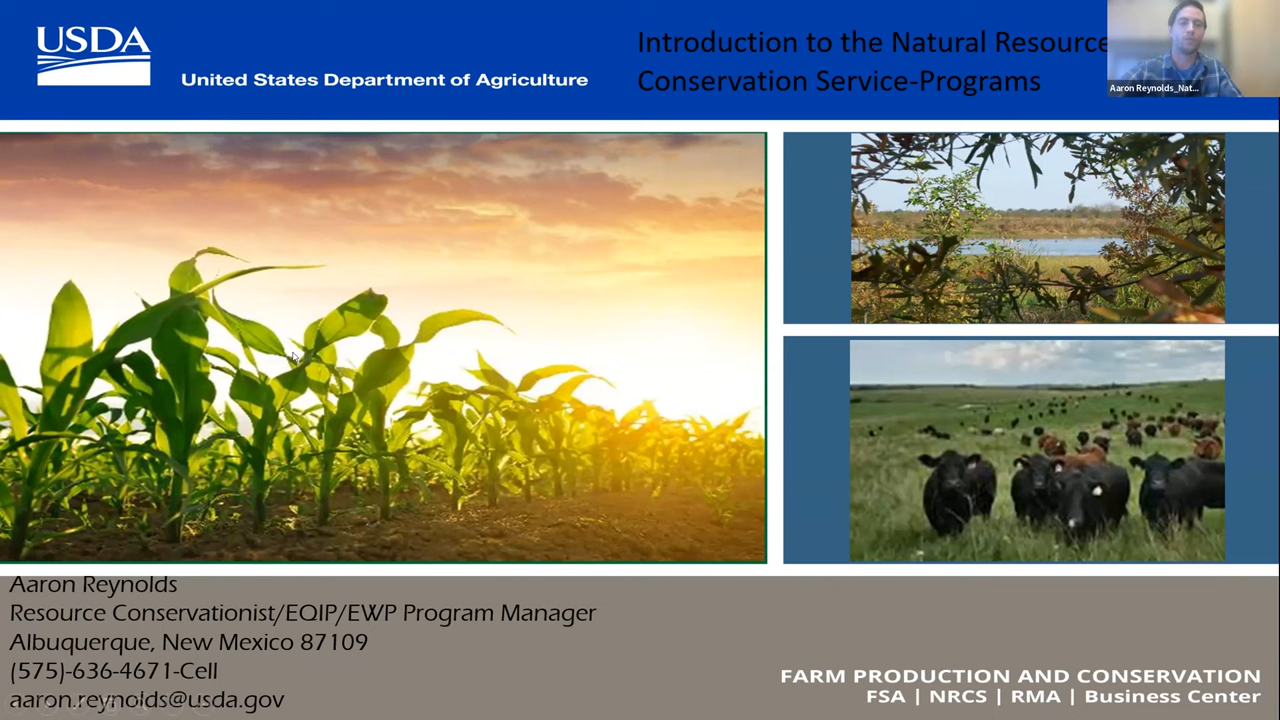 USDA
United States Department of Agriculture
Introduction to the Natural Resource
Conservation Service-Programs
Aaron Reynolds_Nat...
Aaron Reynolds
Resource Conservationist/EQIP/EWP Program Manager
Albuquerque, New Mexico 87109
(575)-636-4671-Cell
aaron.reynolds@usda.gov
FARM PRODUCTION AND CONSERVATION
FSA | NRCS | RMA | Business Center